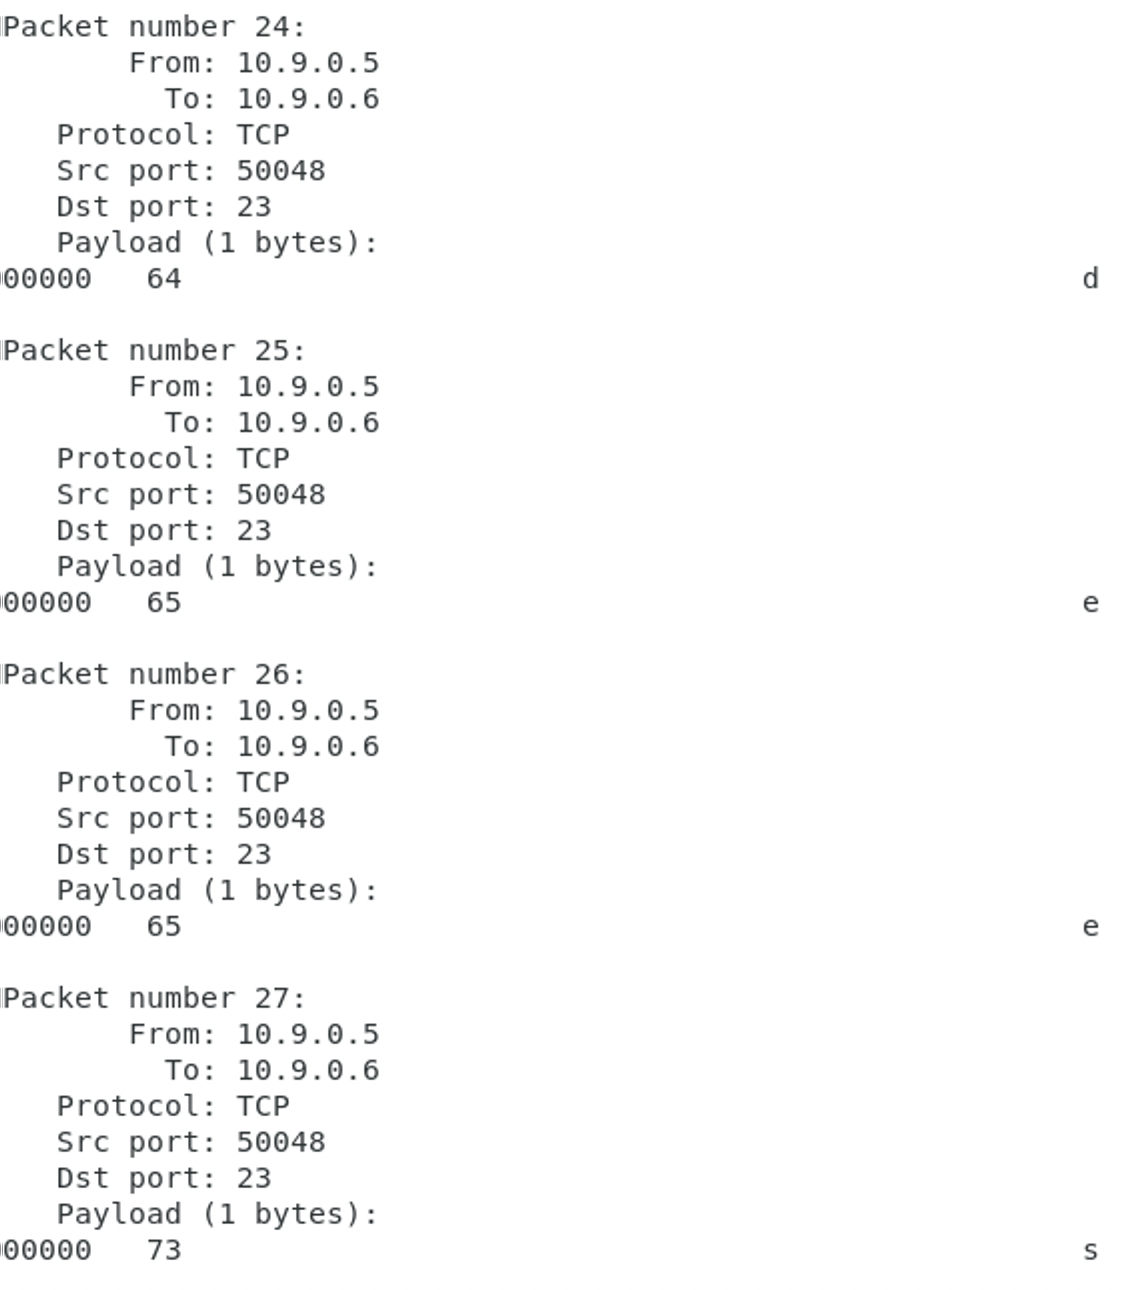 Packet number 24:
From: 10.9.0.5
To: 10.9.0.6
Protocol: TCP
Src port: 50048
Dst port: 23
Payload (1 bytes):
00000 64 d
Packet number 25:
From: 10.9.0.5
To: 10.9.0.6
Protocol: TCP
Src port: 50048
Dst port: 23
Payload (1 bytes):
00000 65 e
Packet number 26:
From: 10.9.0.5
To: 10.9.0.6
Protocol: TCP
Src port: 50048
Dst port: 23
Payload (1 bytes):
00000 65 e
Packet number 27:
From: 10.9.0.5
To: 10.9.0.6
Protocol: TCP
Src port: 50048
Dst port: 23
Payload (1 bytes):
00000 73 s